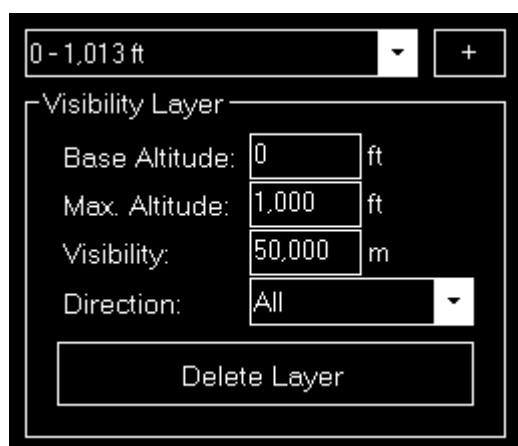 0 - 1,013 ft +
Visibility Layer
Base Altitude: 0 ft
Max. Altitude: 1,000 ft
Visibility: 50,000 m
Direction: All
Delete Layer